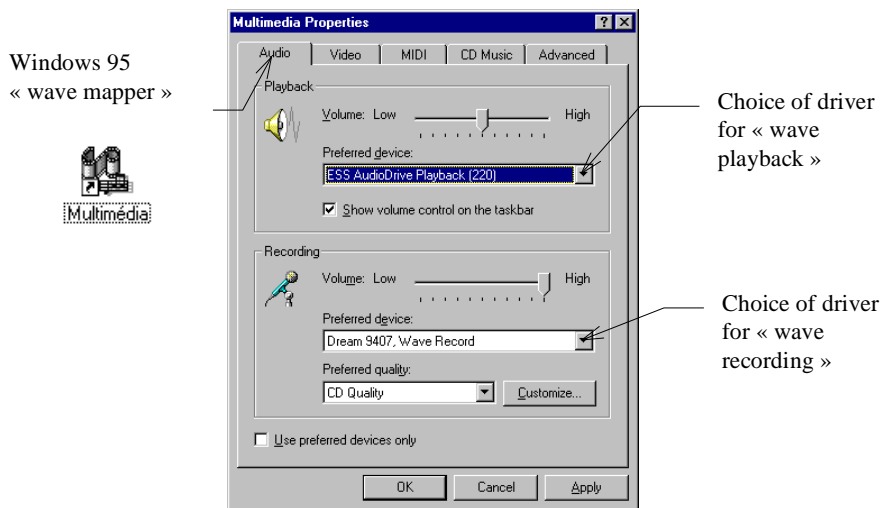 Windows 95
« wave mapper »
Multimédia
Multimedia Properties
Audio Video MIDI CD Music Advanced
Playback
Volume: Low High
Preferred device:
ESS AudioDrive Playback (220)
Show volume control on the taskbar
Recording
Volume: Low High
Preferred device:
Dream 9407, Wave Record
Preferred quality:
CD Quality Customize...
Use preferred devices only
OK Cancel Apply
Choice of driver
for « wave
playback »
Choice of driver
for « wave
recording »